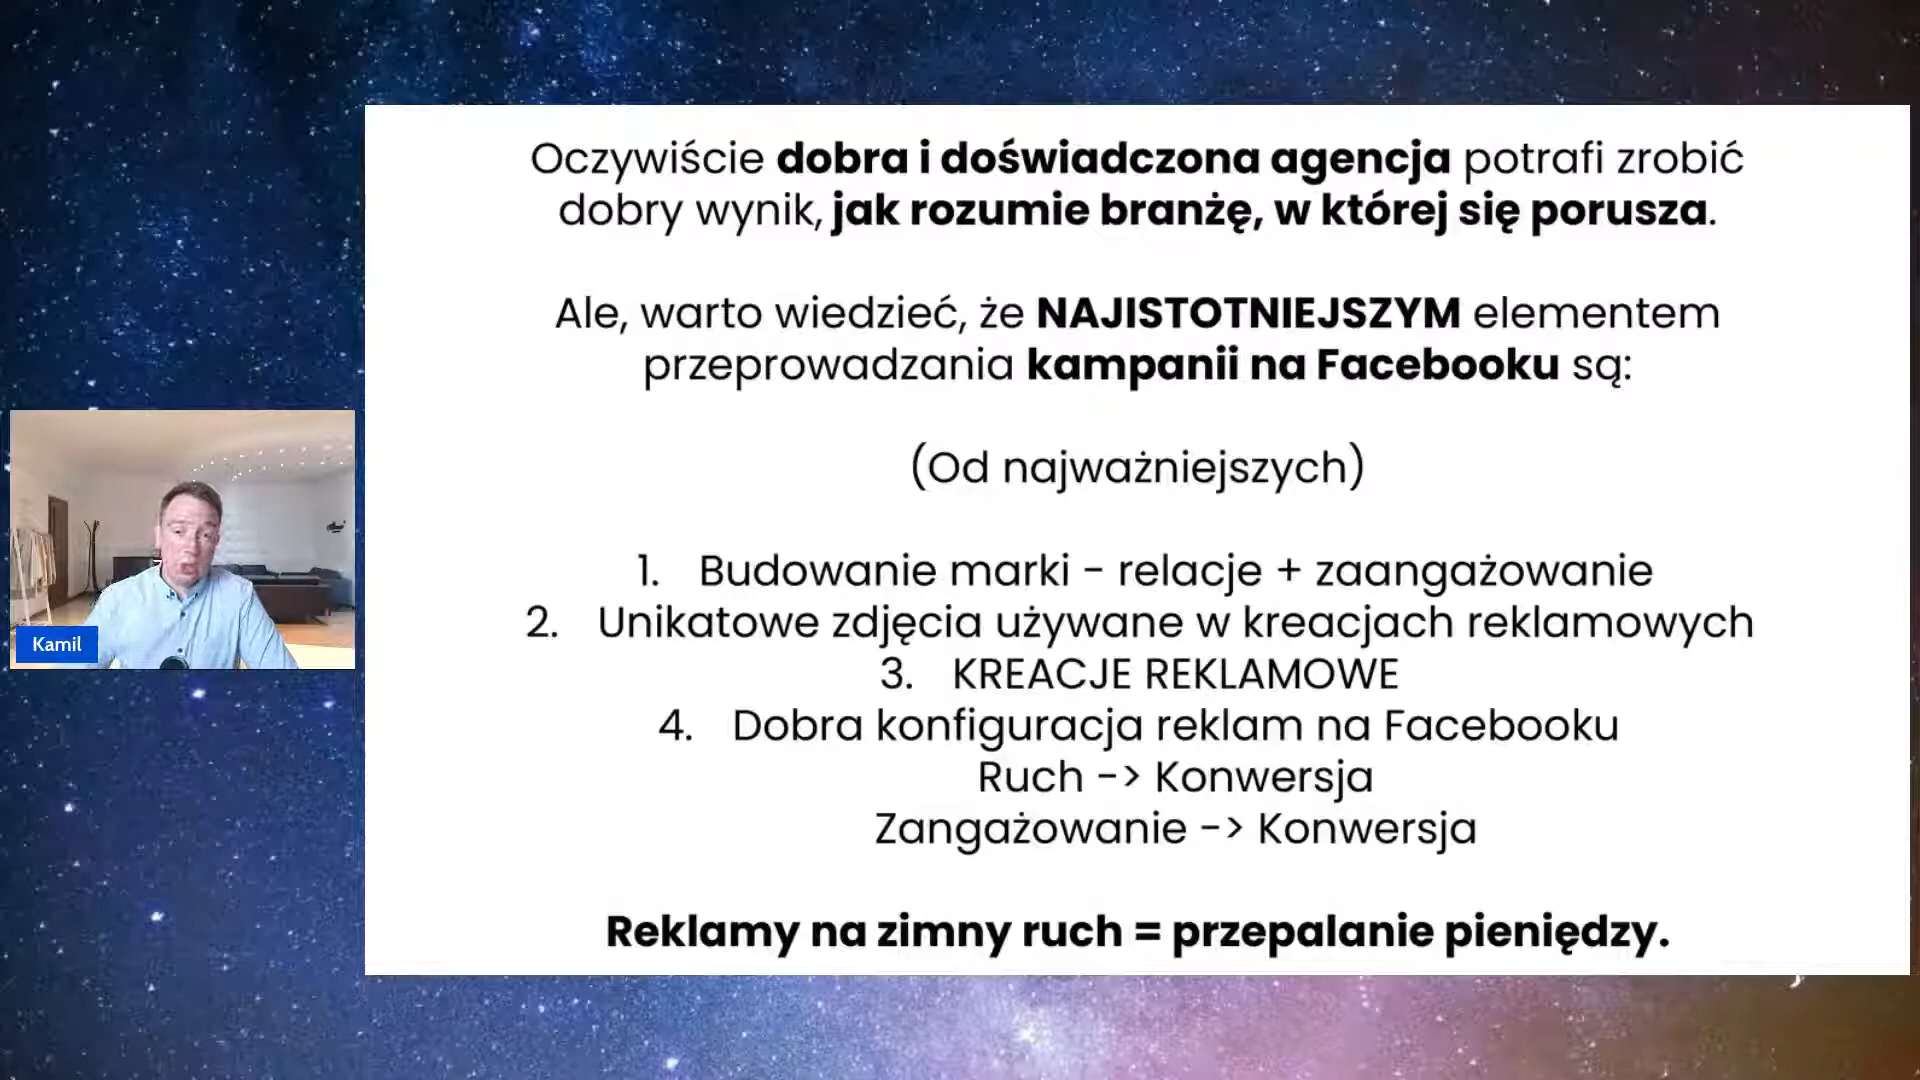 Oczywiście dobra i doświadczona agencja potrafi zrobić
dobry wynik, jak rozumie branżę, w której się porusza.
Ale, warto wiedzieć, że NAJISTOTNIEJSZYM elementem
przeprowadzania kampanii na Facebooku są:
(Od najważniejszych)
1. Budowanie marki - relacje + zaangażowanie
2. Unikatowe zdjęcia używane w kreacjach reklamowych
3. KREACJE REKLAMOWE
4. Dobra konfiguracja reklam na Facebooku
Ruch -> Konwersja
Zangażowanie -> Konwersja
Reklamy na zimny ruch = przepalanie pieniędzy.
Kamil